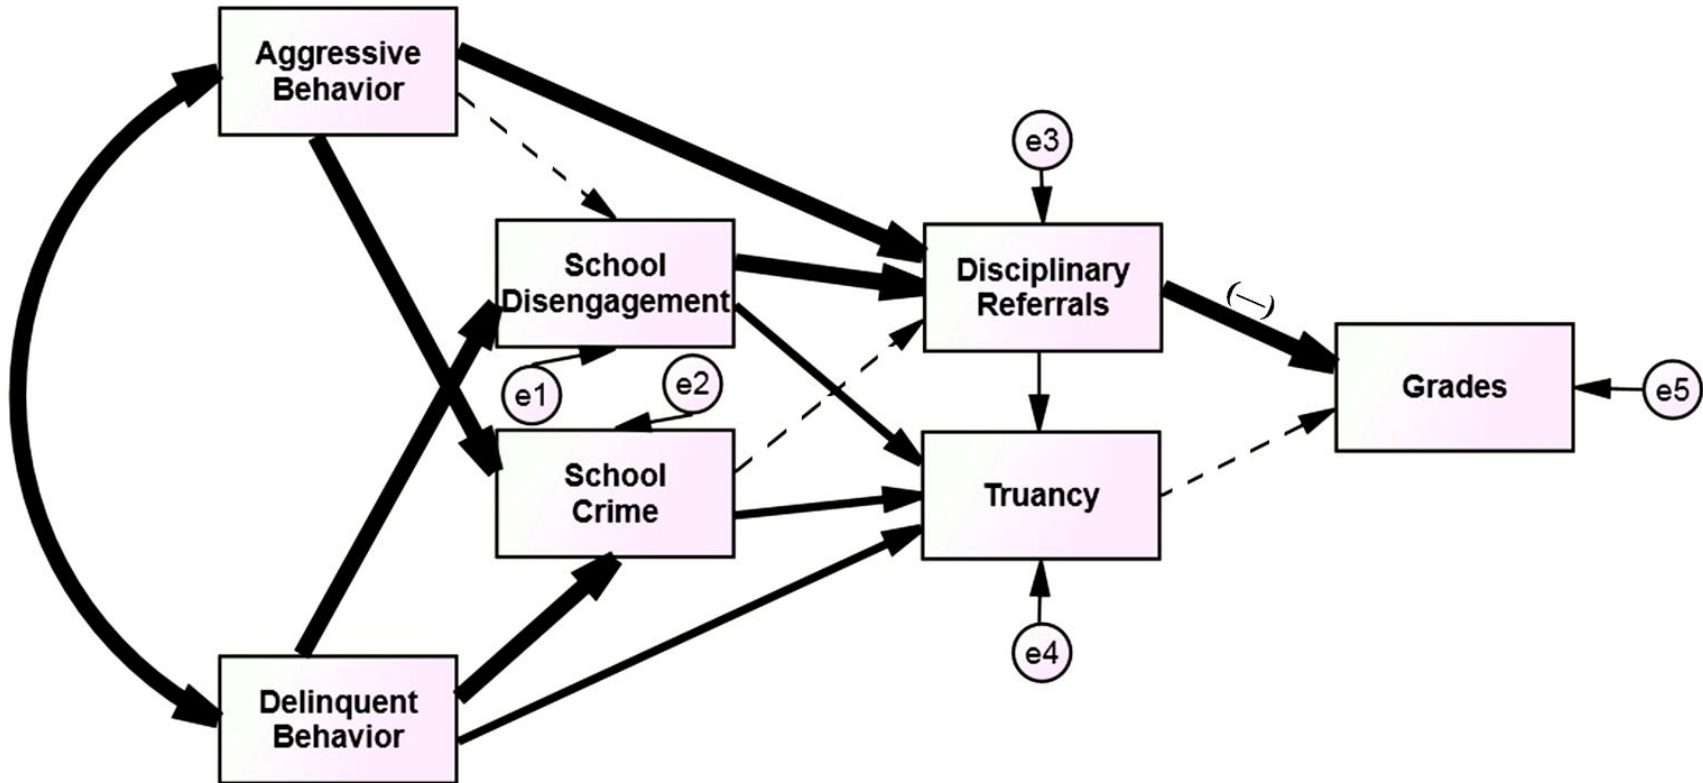 Aggressive
Behavior
e3
School
Disengagement
Disciplinary
Referrals
(—)
e1
e2
Grades
e5
School
Crime
Truancy
e4
Delinquent
Behavior